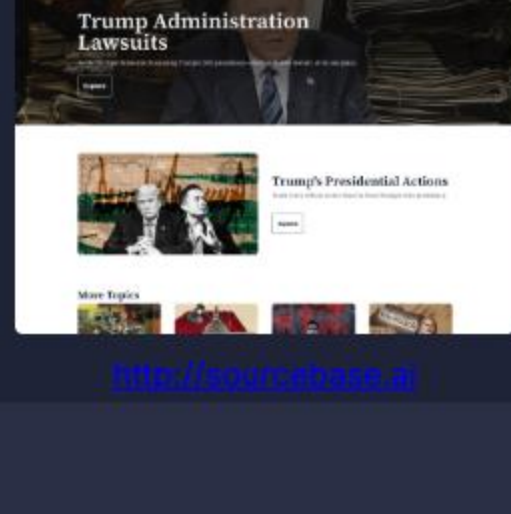 Trump Administration
Lawsuits
Explore
Trump's Presidential Actions
Explore
More Topics
http://sourcebase.ai